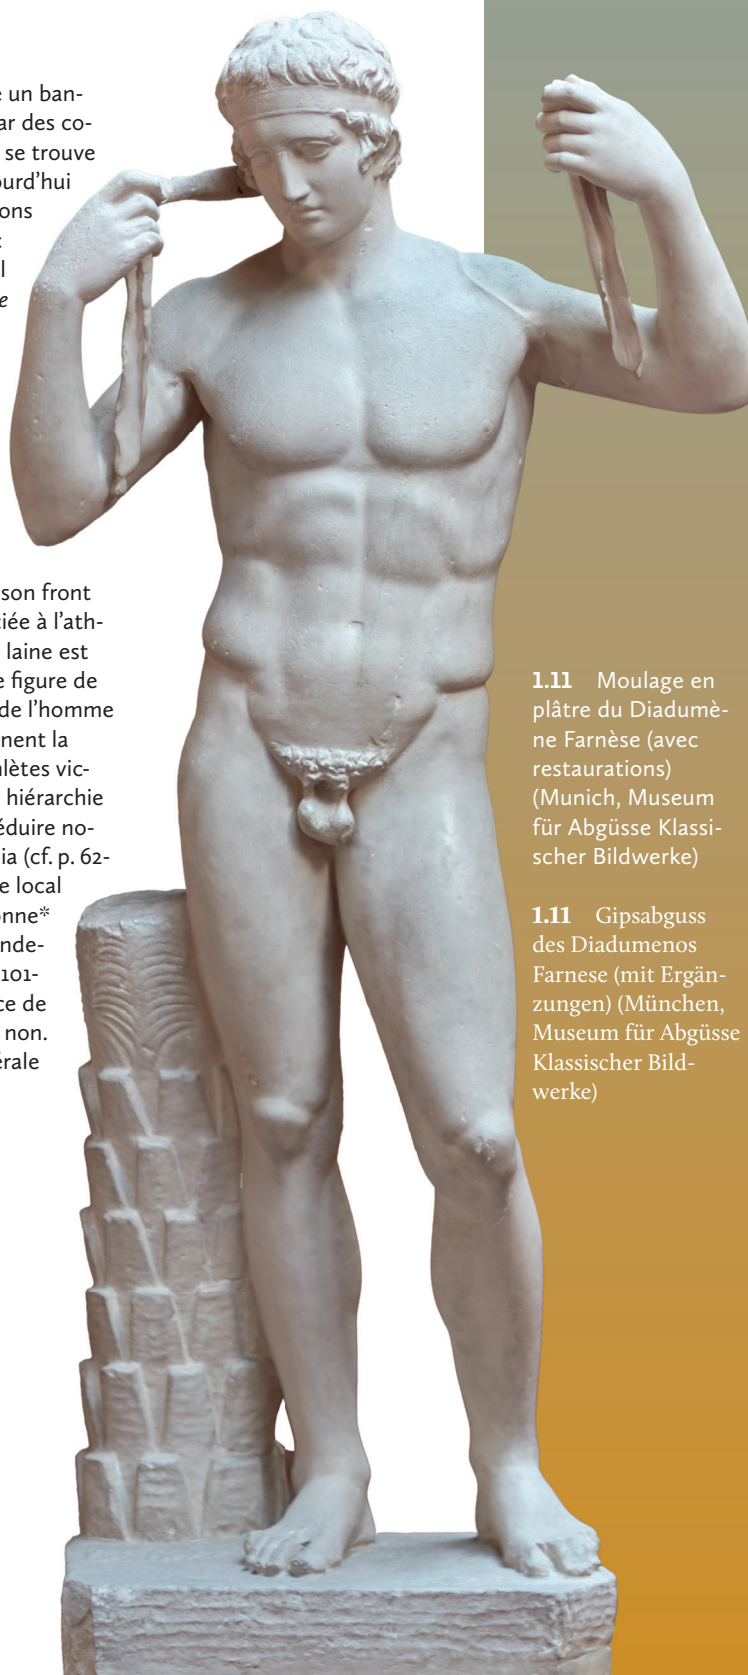 un ban-
ar des co-
se trouve
ourd'hui
ons
son front
ciée à l'ath-
laine est
e figure de
de l'homme
nent la
lètes vic-
hiérarchie
éduire no-
ia (cf. p. 62-
e local
onne*
nde-
101-
ce de
non.
érale
1.11 Moulage en
plâtre du Diadumè-
ne Farnèse (avec
restaurations)
(Munich, Museum
für Abgüsse Klassi-
scher Bildwerke)
1.11 Gipsabguss
des Diadumenos
Farnese (mit Ergän-
zungen) (München,
Museum für Abgüsse
Klassischer Bild-
werke)